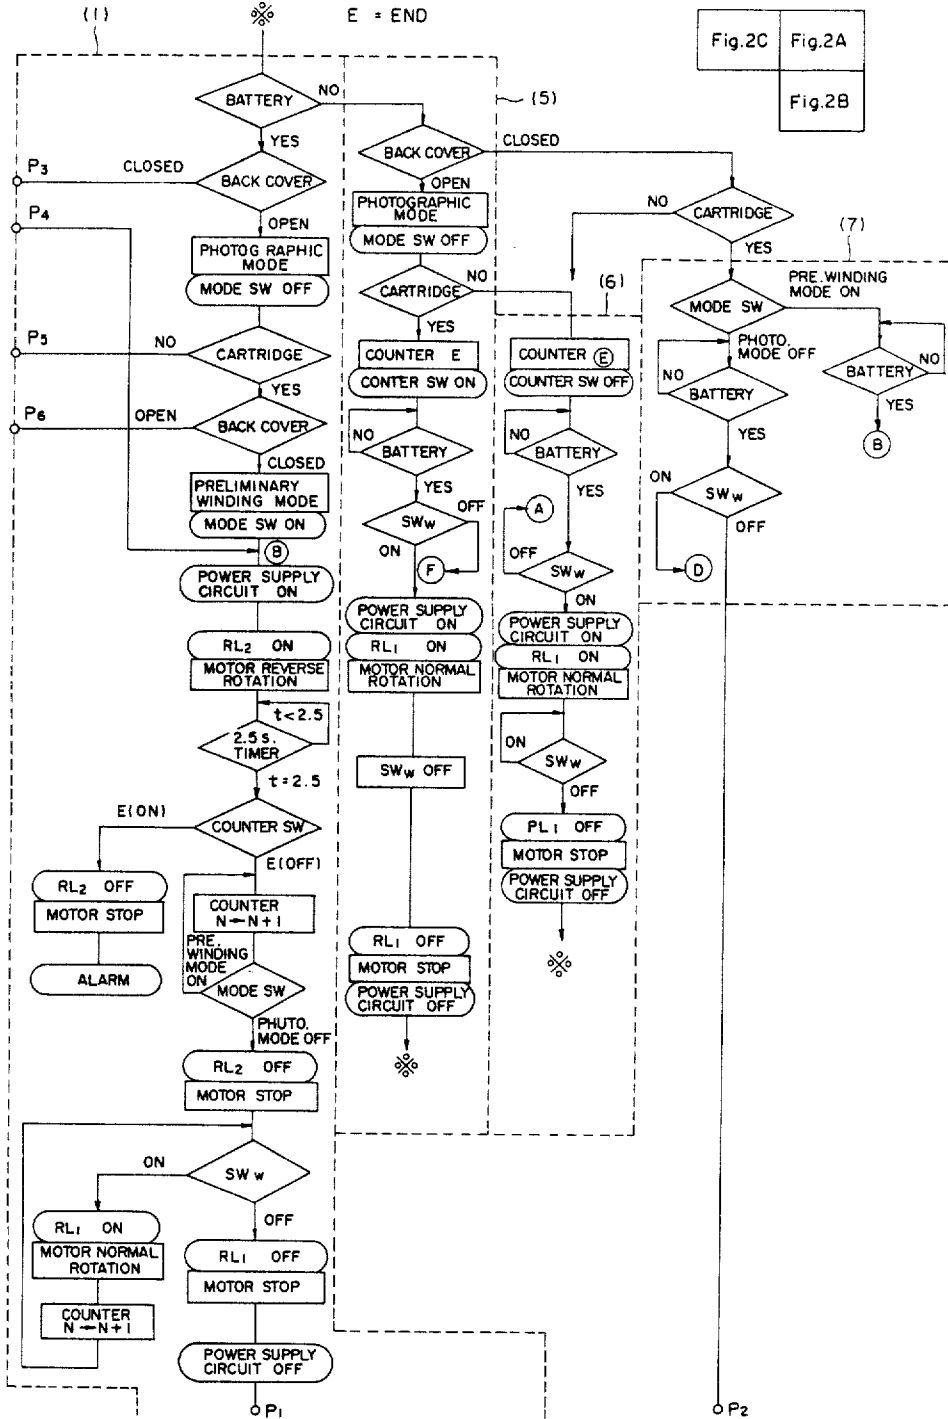 (1)
E = END
Fig.2C
Fig.2A
Fig.2B
BATTERY
NO
YES
(5)
P3
CLOSED
BACK COVER
OPEN
P4
PHOTOG RAPHIC
MODE
MODE SW OFF
P5
NO
CARTRIDGE
YES
P6
OPEN
BACK COVER
CLOSED
PRELIMINARY
WINDING MODE
MODE SW ON
B
POWER SUPPLY
CIRCUIT ON
RL2 ON
MOTOR REVERSE
ROTATION
t<2.5
2.5 s.
TIMER
t=2.5
E(ON)
COUNTER SW
E(OFF)
RL2 OFF
MOTOR STOP
ALARM
COUNTER
N←N+1
PRE.
WINDING
MODE
ON
MODE SW
PHUTO.
MODE OFF
RL2 OFF
MOTOR STOP
ON
SW w
OFF
RL1 ON
MOTOR NORMAL
ROTATION
COUNTER
N←N+1
RL1 OFF
MOTOR STOP
POWER SUPPLY
CIRCUIT OFF
P1
BACK COVER
CLOSED
OPEN
PHOTOGRAPHIC
MODE
MODE SW OFF
CARTRIDGE
NO
YES
COUNTER E
CONTER SW ON
NO
BATTERY
YES
SWw
OFF
ON
F
POWER SUPPLY
CIRCUIT ON
RL1 ON
MOTOR NORMAL
ROTATION
SWw OFF
RL1 OFF
MOTOR STOP
POWER SUPPLY
CIRCUIT OFF
(6)
COUNTER E
COUNTER SW OFF
NO
BATTERY
YES
A
OFF
SWw
ON
POWER SUPPLY
CIRCUIT ON
RL1 ON
MOTOR NORMAL
ROTATION
ON
SWw
OFF
PL1 OFF
MOTOR STOP
POWER SUPPLY
CIRCUIT OFF
NO
CARTRIDGE
YES
(7)
PRE.WINDING
MODE ON
MODE SW
PHOTO.
MODE OFF
NO
BATTERY
YES
BATTERY
NO
YES
B
ON
SWw
OFF
D
P2